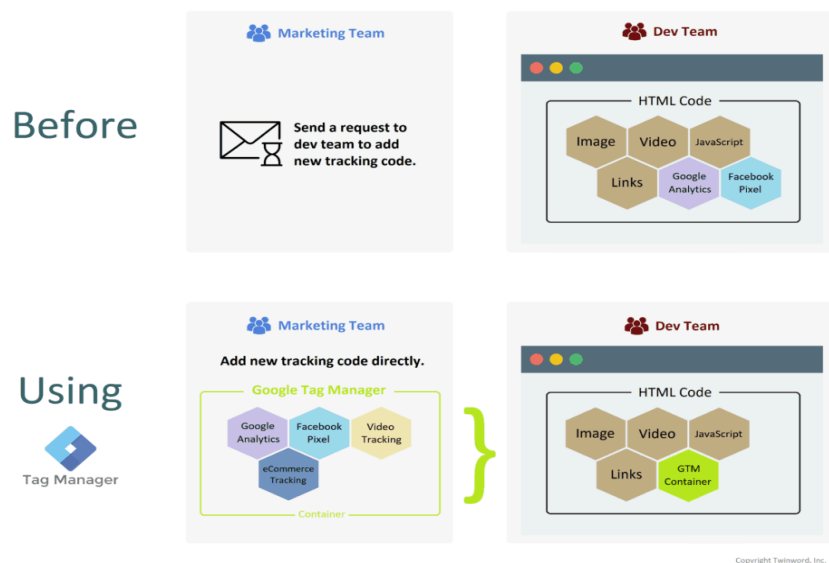 Before
Marketing Team
Send a request to
dev team to add
new tracking code.
Dev Team
HTML Code
Image
Video
JavaScript
Links
Google
Analytics
Facebook
Pixel
Using
Tag Manager
Marketing Team
Add new tracking code directly.
Google Tag Manager
Google
Analytics
Facebook
Pixel
Video
Tracking
eCommerce
Tracking
Container
Dev Team
HTML Code
Image
Video
JavaScript
Links
GTM
Container
Copyright Twinword, Inc.